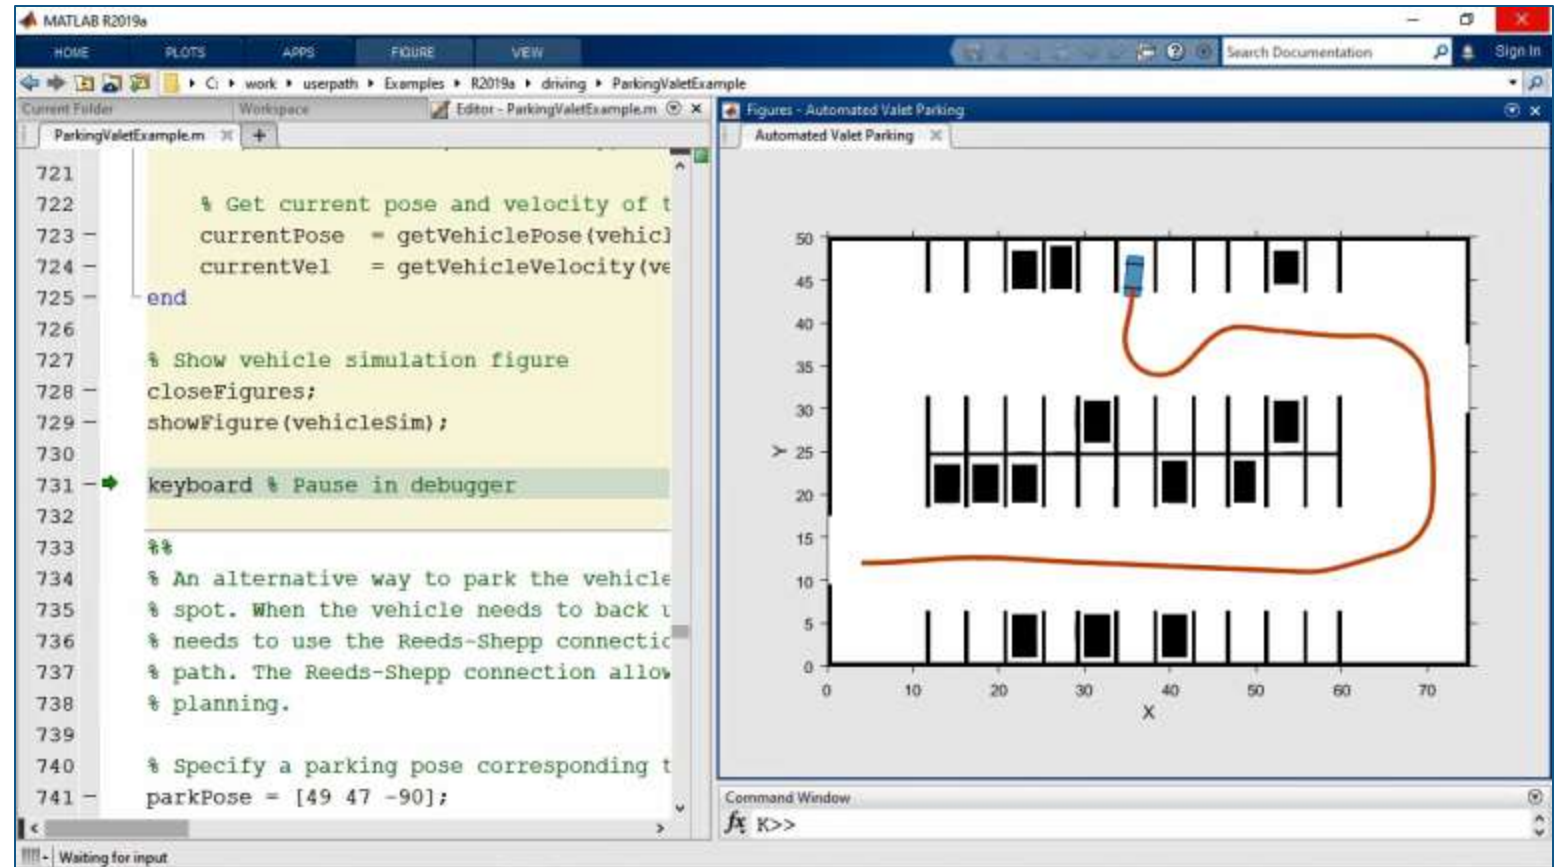 MATLAB R2019a
HOME PLOTS APPS FIGURE VIEW Search Documentation Sign In
C: work userpath Examples R2019a driving ParkingValetExample
Current Folder Workspace Editor - ParkingValetExample.m
ParkingValetExample.m +
721
722 % Get current pose and velocity of t
723 currentPose = getVehiclePose(vehicl
724 currentVel = getVehicleVelocity(ve
725 end
726
727 % Show vehicle simulation figure
728 closeFigures;
729 showFigure(vehicleSim);
730
731 keyboard % Pause in debugger
732
733 %%
734 % An alternative way to park the vehicle
735 % spot. When the vehicle needs to back u
736 % needs to use the Reeds-Shepp connectio
737 % path. The Reeds-Shepp connection allow
738 % planning.
739
740 % Specify a parking pose corresponding t
741 parkPose = [49 47 -90];
Waiting for input
Figures - Automated Valet Parking
Automated Valet Parking
50
45
40
35
30
25
20
15
10
5
0
Y
0 10 20 30 40 50 60 70
X
Command Window
fx K>>